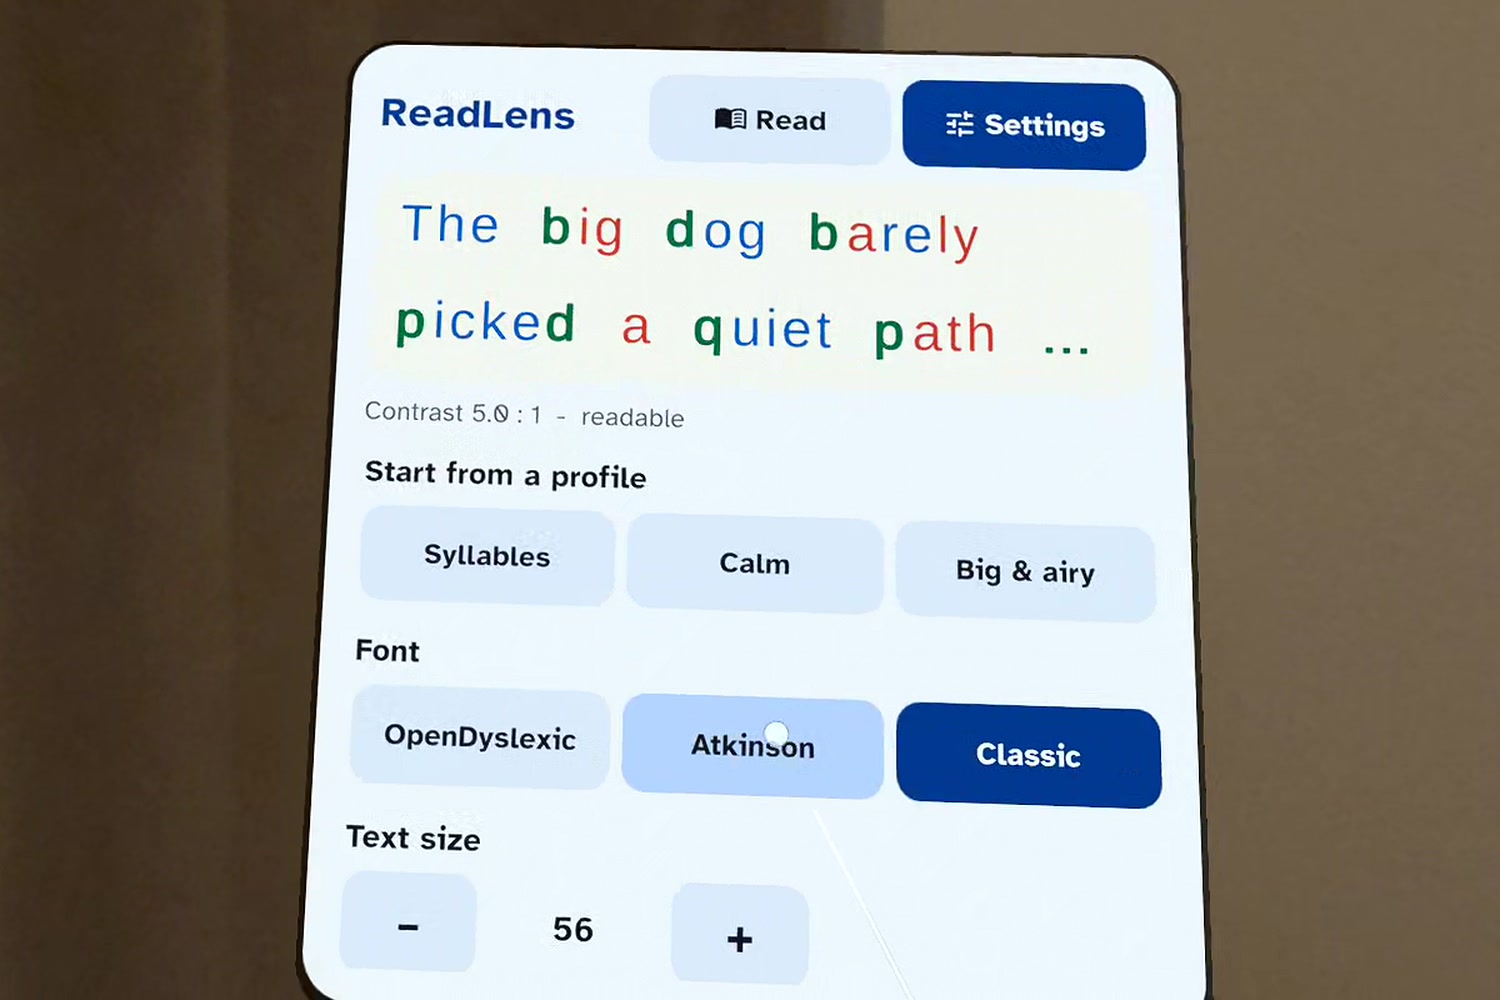 ReadLens
Read
Settings
The big dog barely
picked a quiet path ...
Contrast 5.0 : 1 - readable
Start from a profile
Syllables
Calm
Big & airy
Font
OpenDyslexic
Atkinson
Classic
Text size
-
56
+